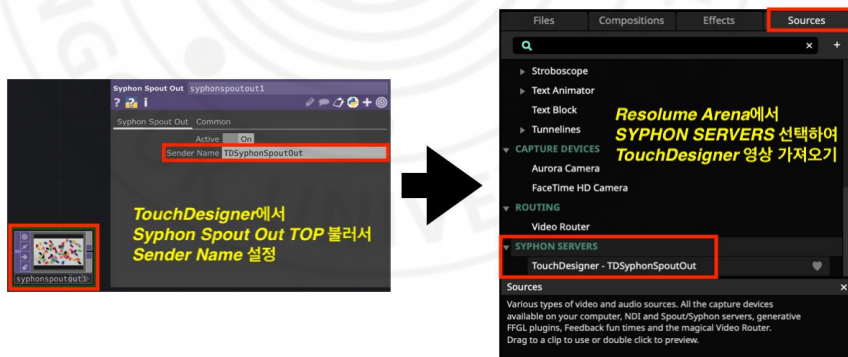 Syphon Spout Out syphonspoutout1
? i
Syphon Spout Out Common
Active On
Sender Name TDSyphonSpoutOut
TouchDesigner에서
Syphon Spout Out TOP 불러서
Sender Name 설정
syphonspoutout1
Files Compositions Effects Sources
× +
Stroboscope
Text Animator
Text Block
Tunnelines
CAPTURE DEVICES
Aurora Camera
FaceTime HD Camera
ROUTING
Video Router
SYPHON SERVERS
TouchDesigner - TDSyphonSpoutOut
Resolume Arena에서
SYPHON SERVERS 선택하여
TouchDesigner 영상 가져오기
Sources ×
Various types of video and audio sources. All the capture devices
available on your computer, NDI and Spout/Syphon servers, generative
FFGL plugins, Feedback fun times and the magical Video Router.
Drag to a clip to use or double click to preview.